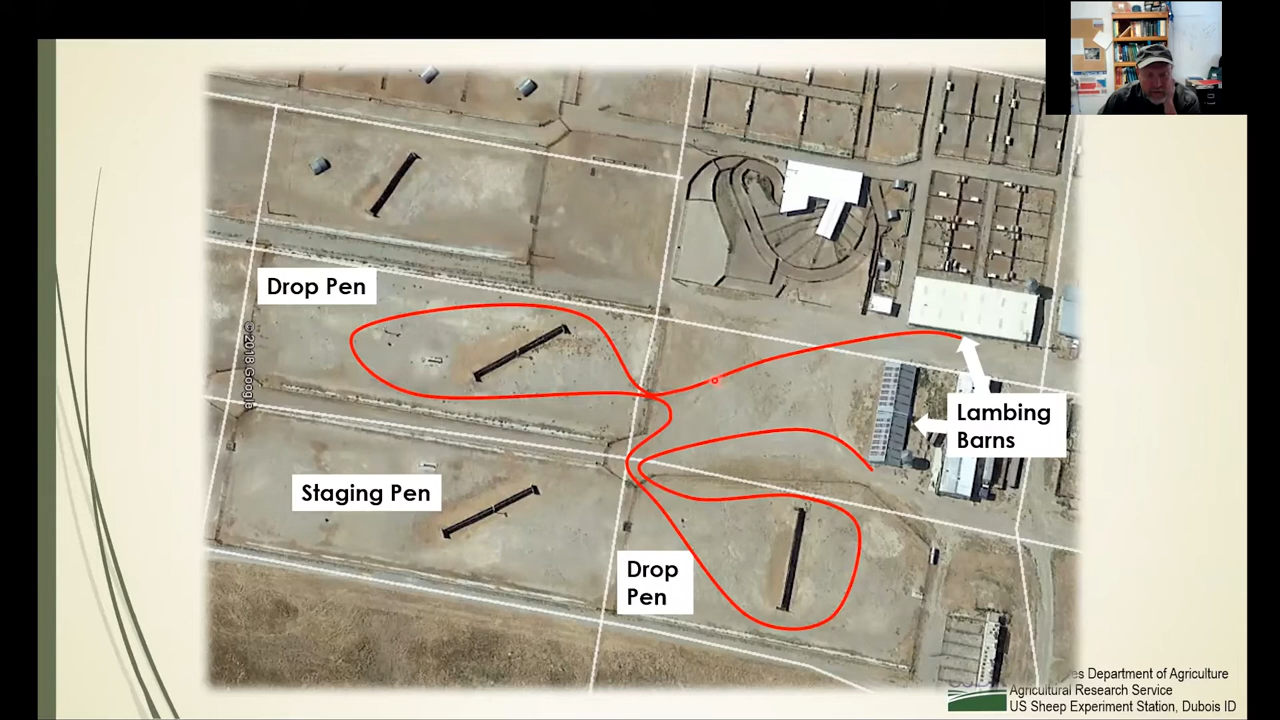 Drop Pen
© 2018 Google
Staging Pen
Drop
Pen
Lambing
Barns
Department of Agriculture
Agricultural Research Service
US Sheep Experiment Station, Dubois ID